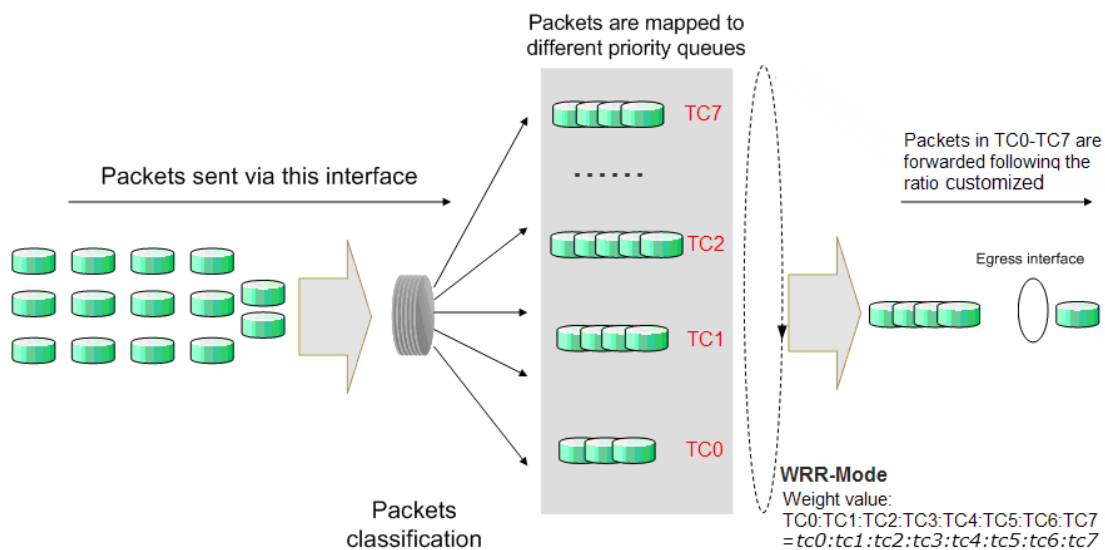 Packets are mapped to
different priority queues
TC7
Packets sent via this interface
......
Packets in TC0-TC7 are
forwarded following the
ratio customized
TC2
Egress interface
TC1
TC0
WRR-Mode
Weight value:
TC0:TC1:TC2:TC3:TC4:TC5:TC6:TC7
=tc0:tc1:tc2:tc3:tc4:tc5:tc6:tc7
Packets
classification